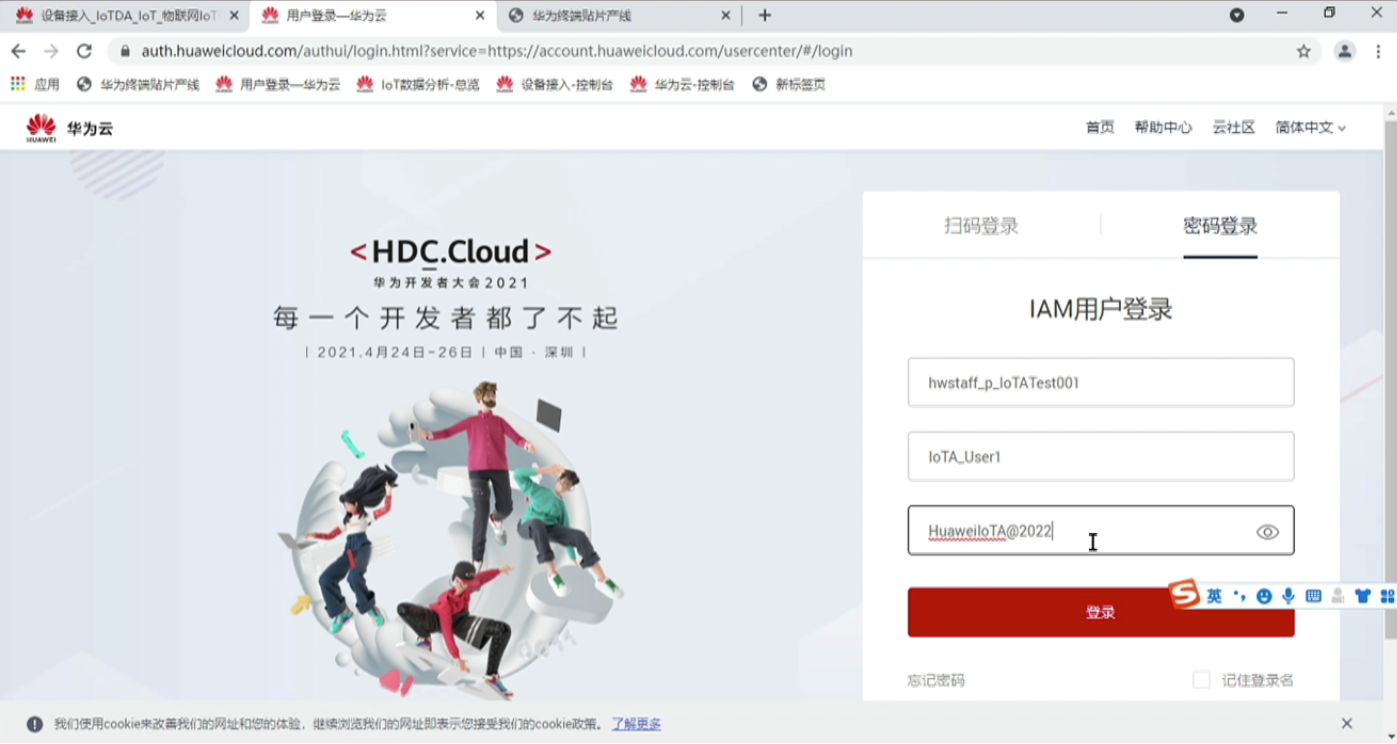 设备接入_IoTDA_IoT_物联网IoT
用户登录—华为云
华为终端贴片产线
auth.huaweicloud.com/authui/login.html?service=https://account.huaweicloud.com/usercenter/#/login
应用
华为终端贴片产线
用户登录—华为云
IoT数据分析-总览
设备接入-控制台
华为云-控制台
新标签页
HUAWEI
华为云
首页
帮助中心
云社区
简体中文
扫码登录
密码登录
<HDC.Cloud>
华为开发者大会2021
每一个开发者都了不起
| 2021.4月24日-26日 | 中国 · 深圳 |
IAM用户登录
hwstaff_p_IoTATest001
IoTA_User1
HuaweiIoTA@2022
登录
英
忘记密码
记住登录名
我们使用cookie来改善我们的网址和您的体验，继续浏览我们的网址即表示您接受我们的cookie政策。 了解更多